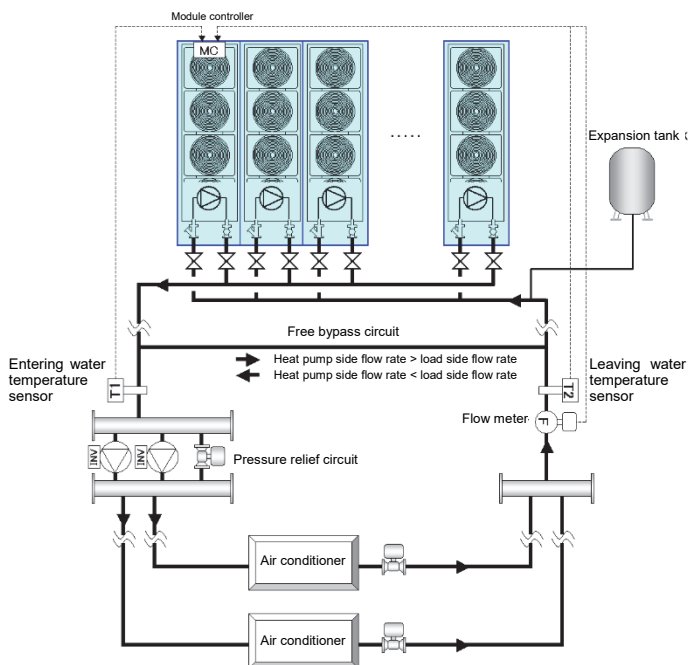 Module controller
MC
.....
Expansion tank
Free bypass circuit
Heat pump side flow rate > load side flow rate
Heat pump side flow rate < load side flow rate
Entering water
temperature
sensor
T1
Leaving water
temperature
sensor
T2
Flow meter
F
INV
INV
Pressure relief circuit
Air conditioner
Air conditioner